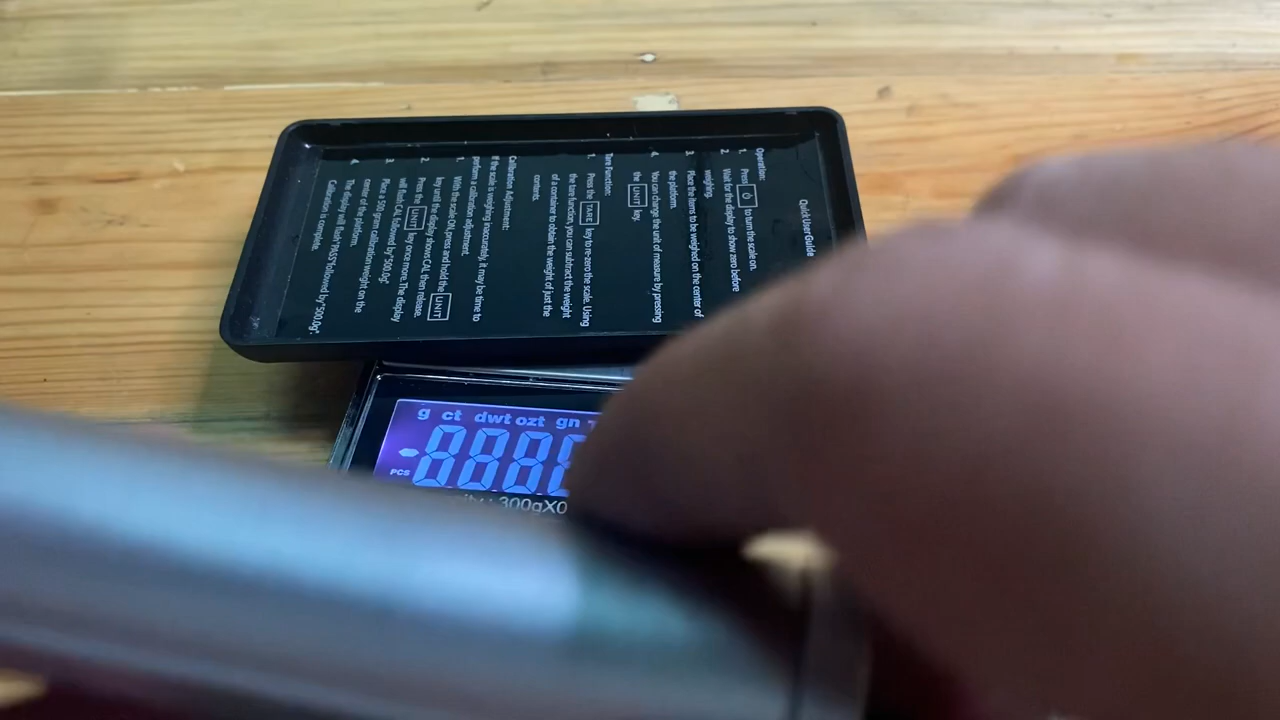 Quick User Guide
Operation:
1. Press to turn the scale on.
2. Wait for the display to show zero before
weighing.
3. Place the items to be weighed on the center of
the platform.
4. You can change the unit of measure by pressing
the UNIT key.
Tare Function:
1. Press the TARE key to re-zero the scale. Using
the tare function, you can subtract the weight
of a container to obtain the weight of just the
contents.
Calibration Adjustment:
If the scale is weighing inaccurately, it may be time to
perform a calibration adjustment.
1. With the scale ON, press and hold the UNIT
key until the display shows CAL then release.
2. Press the UNIT key once more. The display
will flash CAL followed by "500.0g".
3. Place a 500 gram calibration weight on the
center of the platform.
4. The display will flash "PASS" followed by "500.0g".
Calibration is complete.
g ct dwt ozt gn
-888
PCS
300gX0